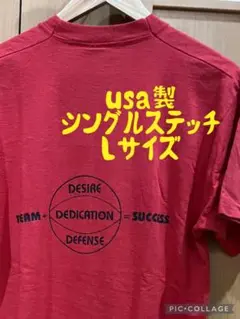 usa製
シングルステッチ
Lサイズ
DESIRE
TEAM + DEDICATION = SUCCESS
DEFENSE
PIC•COLLAGE